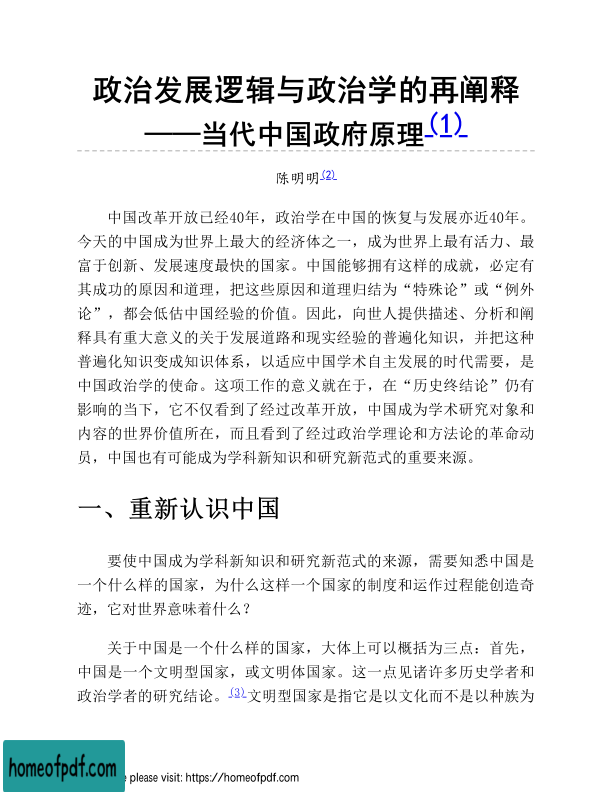 政治发展逻辑与政治学的再阐释
——当代中国政府原理(1)
陈明明(2)
中国改革开放已经40年，政治学在中国的恢复与发展亦近40年。
今天的中国成为世界上最大的经济体之一，成为世界上最有活力、最
富于创新、发展速度最快的国家。中国能够拥有这样的成就，必定有
其成功的原因和道理，把这些原因和道理归结为“特殊论”或“例外
论”，都会低估中国经验的价值。因此，向世人提供描述、分析和阐
释具有重大意义的关于发展道路和现实经验的普遍化知识，并把这种
普遍化知识变成知识体系，以适应中国学术自主发展的时代需要，是
中国政治学的使命。这项工作的意义就在于，在“历史终结论”仍有
影响的当下，它不仅看到了经过改革开放，中国成为学术研究对象和
内容的世界价值所在，而且看到了经过政治学理论和方法论的革命动
员，中国也有可能成为学科新知识和研究新范式的重要来源。
一、重新认识中国
要使中国成为学科新知识和研究新范式的来源，需要知悉中国是
一个什么样的国家，为什么这样一个国家的制度和运作过程能创造奇
迹，它对世界意味着什么？
关于中国是一个什么样的国家，大体上可以概括为三点：首先，
中国是一个文明型国家，或文明体国家。这一点见诸许多历史学者和
政治学者的研究结论。(3)文明型国家是指它是以文化而不是以种族为
homeofpdf.com
e please visit: https://homeofpdf.com